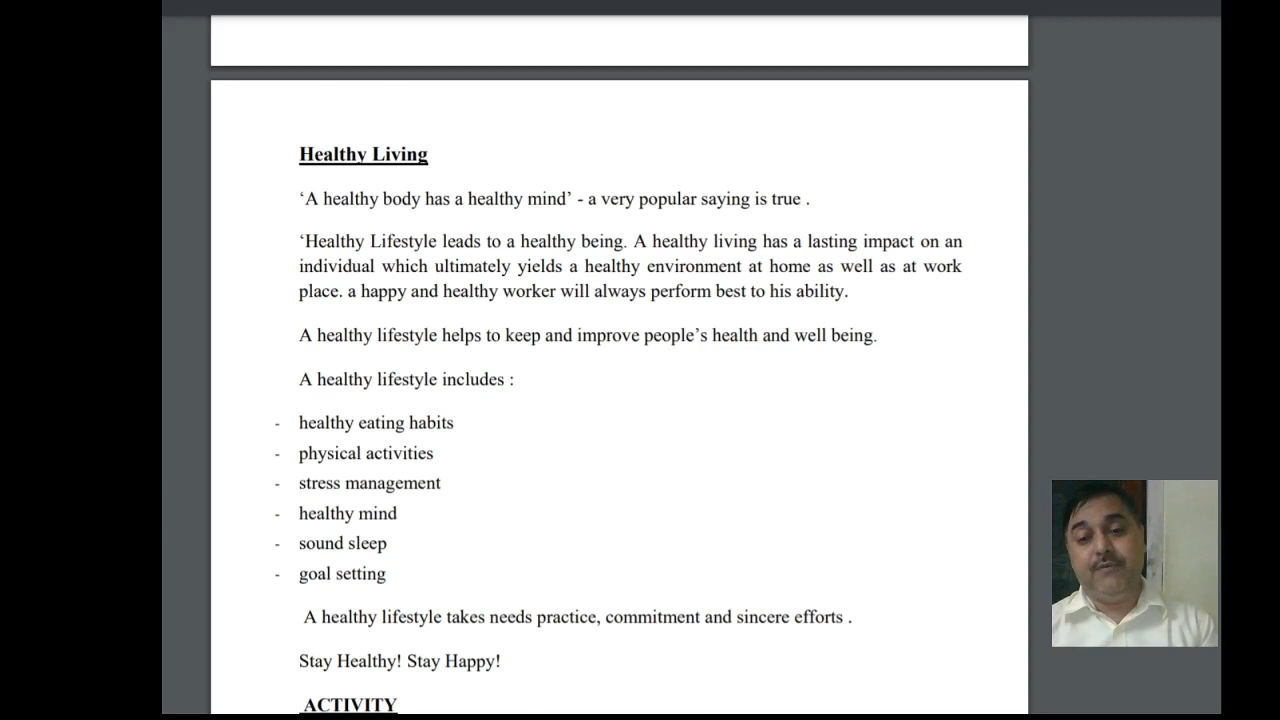 Healthy Living
‘A healthy body has a healthy mind’ - a very popular saying is true .
‘Healthy Lifestyle leads to a healthy being. A healthy living has a lasting impact on an
individual which ultimately yields a healthy environment at home as well as at work
place. a happy and healthy worker will always perform best to his ability.
A healthy lifestyle helps to keep and improve people’s health and well being.
A healthy lifestyle includes :
- healthy eating habits
- physical activities
- stress management
- healthy mind
- sound sleep
- goal setting
A healthy lifestyle takes needs practice, commitment and sincere efforts .
Stay Healthy! Stay Happy!
ACTIVITY